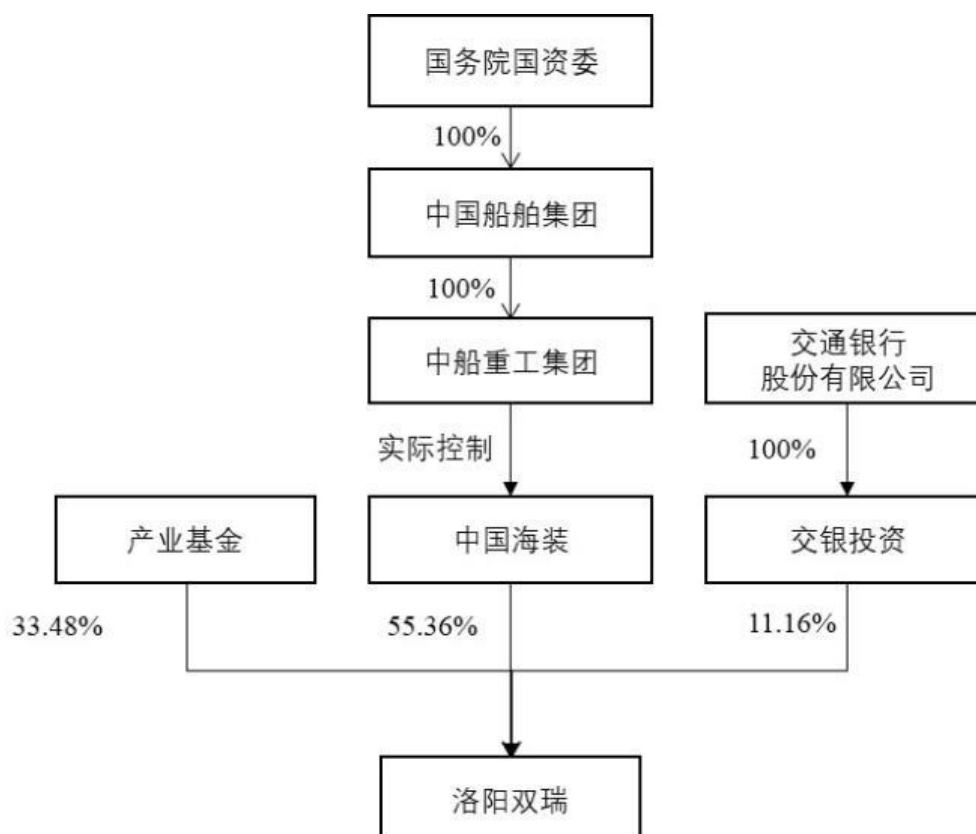 国务院国资委
100%
中国船舶集团
100%
中船重工集团
交通银行
股份有限公司
实际控制
100%
产业基金
中国海装
交银投资
33.48%
55.36%
11.16%
洛阳双瑞